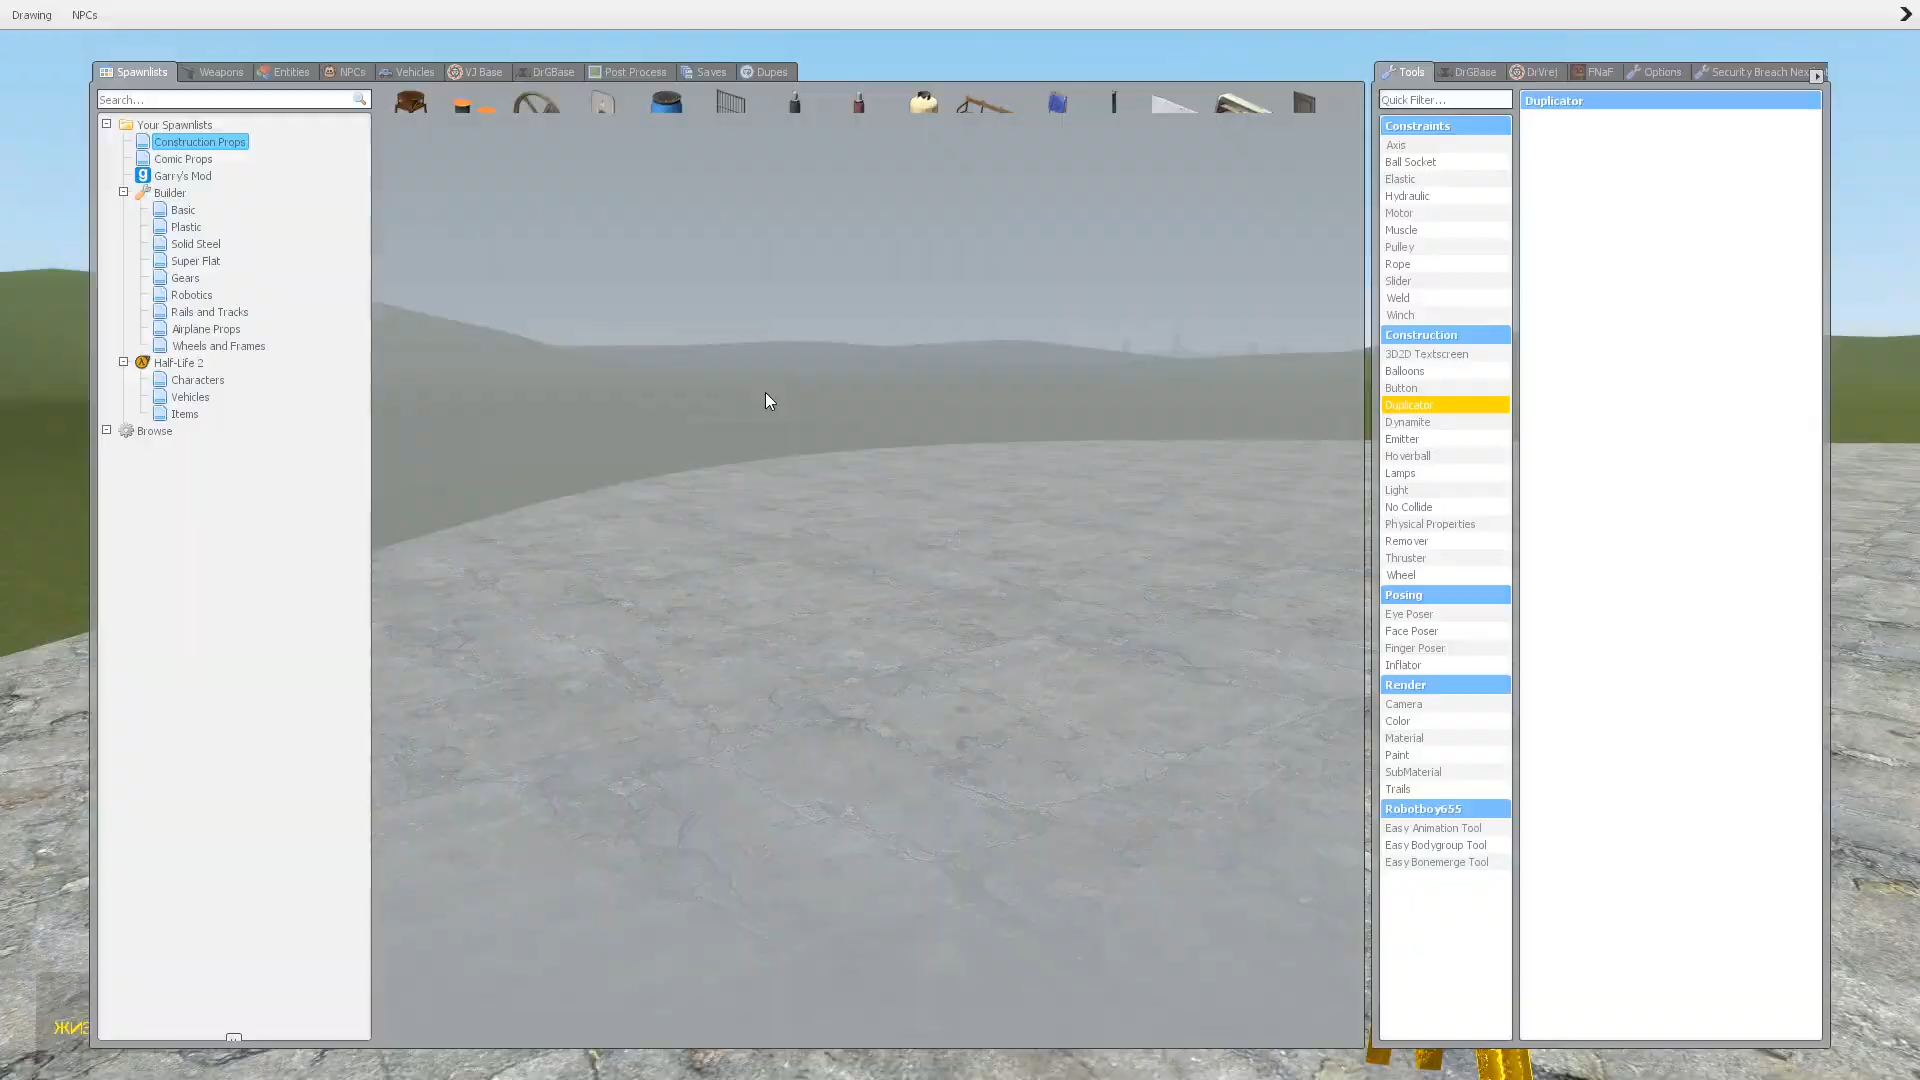 Drawing NPCs
Spawnlists Weapons Entities NPCs Vehicles VJ Base DrGBase Post Process Saves Dupes
Search...
Your Spawnlists
Construction Props
Comic Props
Garry's Mod
Builder
Basic
Plastic
Solid Steel
Super Flat
Gears
Robotics
Rails and Tracks
Airplane Props
Wheels and Frames
Half-Life 2
Characters
Vehicles
Items
Browse
Tools DrGBase DrVrej FNaF Options Security Breach
Quick Filter...
Constraints
Axis
Ball Socket
Elastic
Hydraulic
Motor
Muscle
Pulley
Rope
Slider
Weld
Winch
Construction
3D2D Textscreen
Balloons
Button
Duplicator
Dynamite
Emitter
Hoverball
Lamps
Light
No Collide
Physical Properties
Remover
Thruster
Wheel
Posing
Eye Poser
Face Poser
Finger Poser
Inflator
Render
Camera
Color
Material
Paint
SubMaterial
Trails
Robotboy655
Easy Animation Tool
Easy Bodygroup Tool
Easy Bonemerge Tool
Duplicator